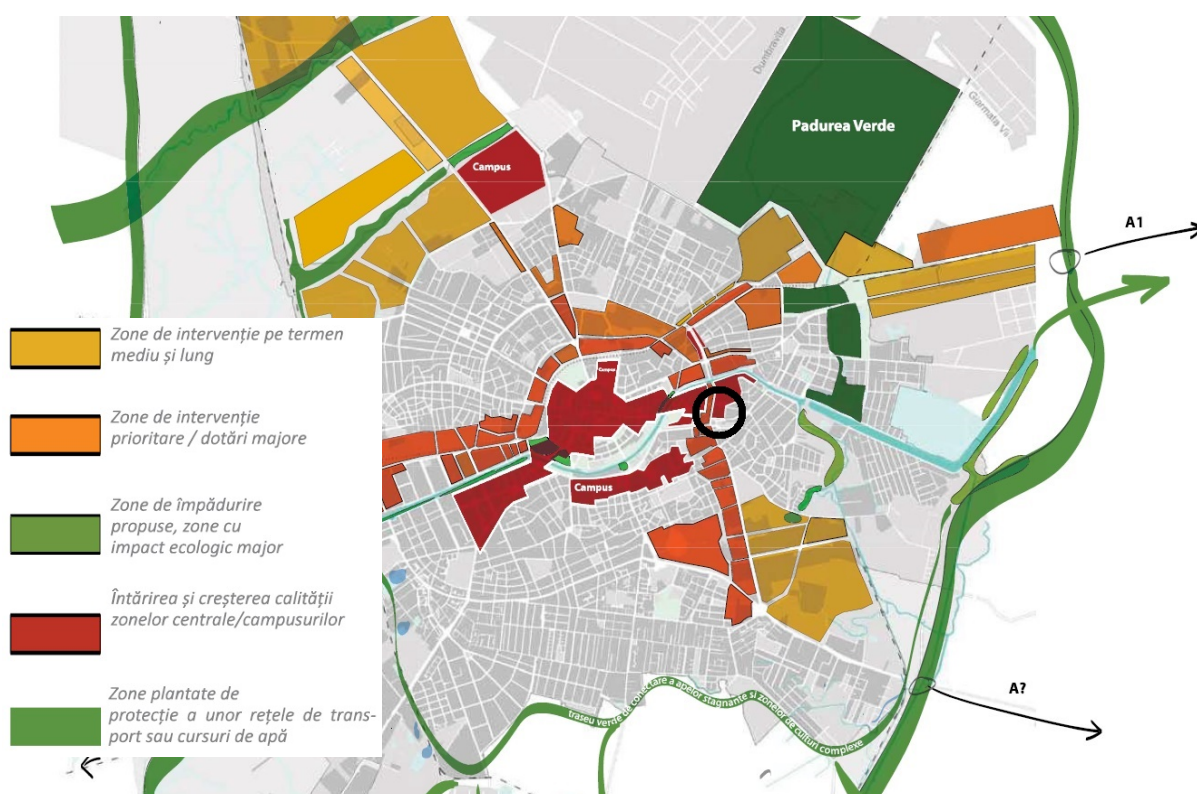 Dumbravita
Giarmata Vii
Padurea Verde
Campus
A1
Zone de intervenție pe termen
mediu și lung
Campus
Zone de intervenție
prioritare / dotări majore
Campus
Zone de împădurire
propuse, zone cu
impact ecologic major
Întărirea și creșterea calității
zonelor centrale/campusurilor
Zone plantate de
protecție a unor rețele de trans-
port sau cursuri de apă
A?
traseu verde de conectare a apelor stagnante si zonelor de culturi complexe